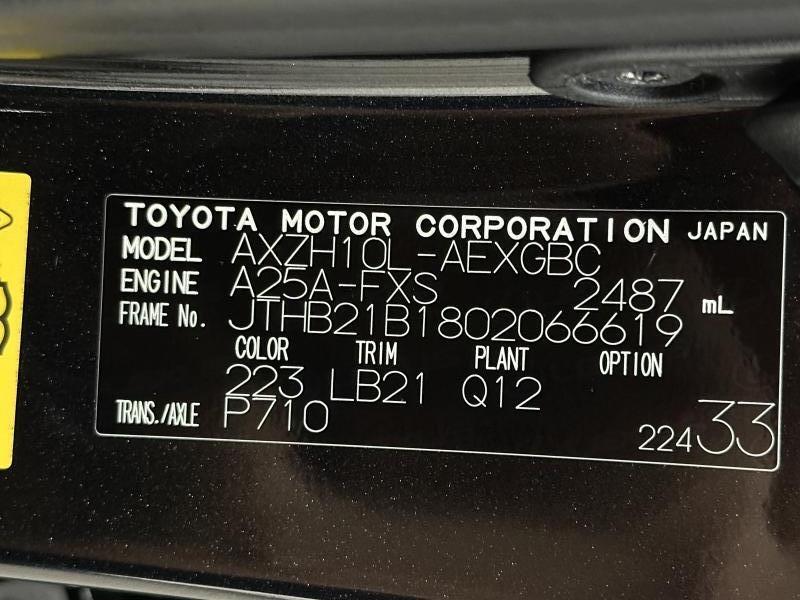 TOYOTA MOTOR CORPORATION JAPAN
MODEL AXZH10L-AEXGBC
ENGINE A25A-FXS 2487 mL
FRAME No. JTHB21B1802066619
COLOR TRIM PLANT OPTION
223 LB21 Q12
TRANS./AXLE P710
22433